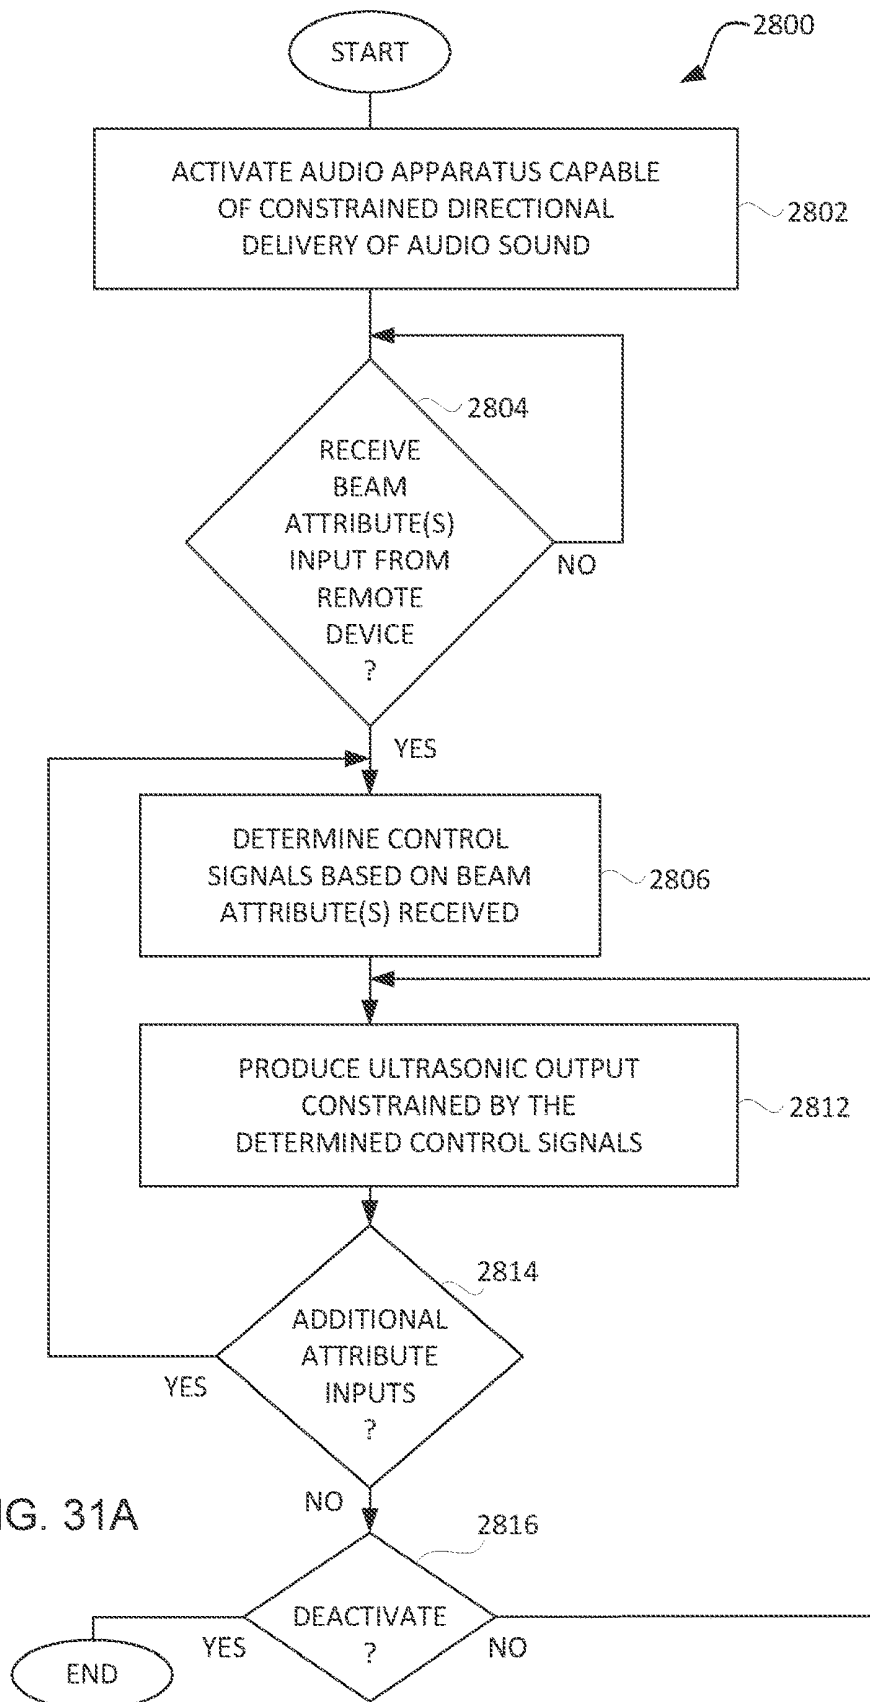 2800
START
ACTIVATE AUDIO APPARATUS CAPABLE
OF CONSTRAINED DIRECTIONAL
DELIVERY OF AUDIO SOUND
2802
2804
RECEIVE
BEAM
ATTRIBUTE(S)
INPUT FROM
REMOTE
DEVICE
?
NO
YES
DETERMINE CONTROL
SIGNALS BASED ON BEAM
ATTRIBUTE(S) RECEIVED
2806
PRODUCE ULTRASONIC OUTPUT
CONSTRAINED BY THE
DETERMINED CONTROL SIGNALS
2812
2814
ADDITIONAL
ATTRIBUTE
INPUTS
?
YES
NO
IG. 31A
2816
DEACTIVATE
?
YES
NO
END